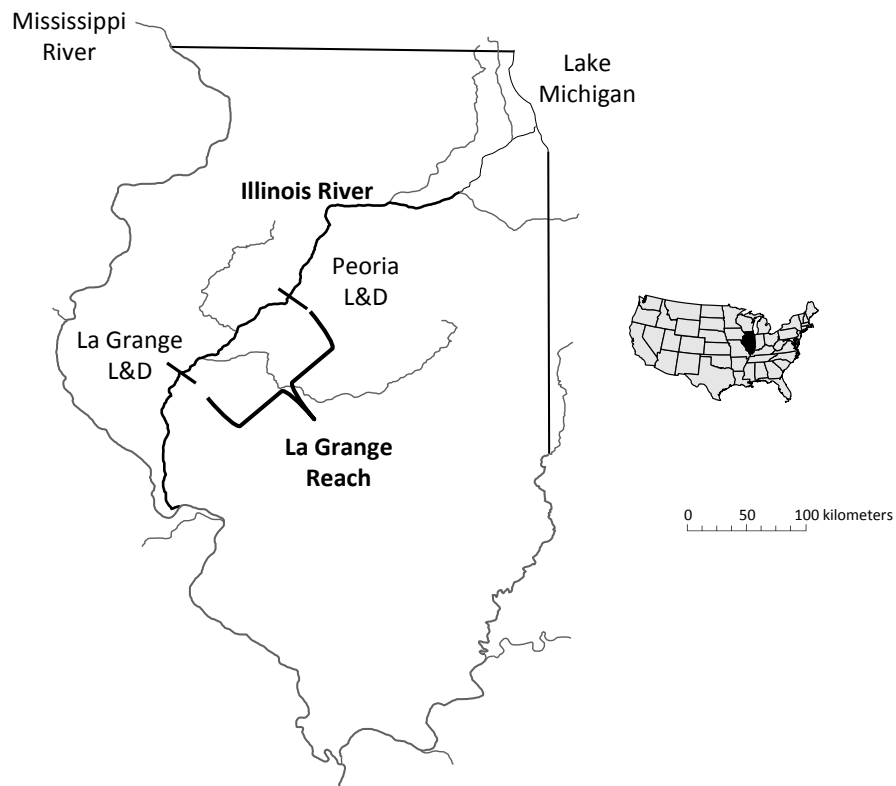 Mississippi
River
Lake
Michigan
Illinois River
Peoria
L&D
La Grange
L&D
La Grange
Reach
0 50 100 kilometers